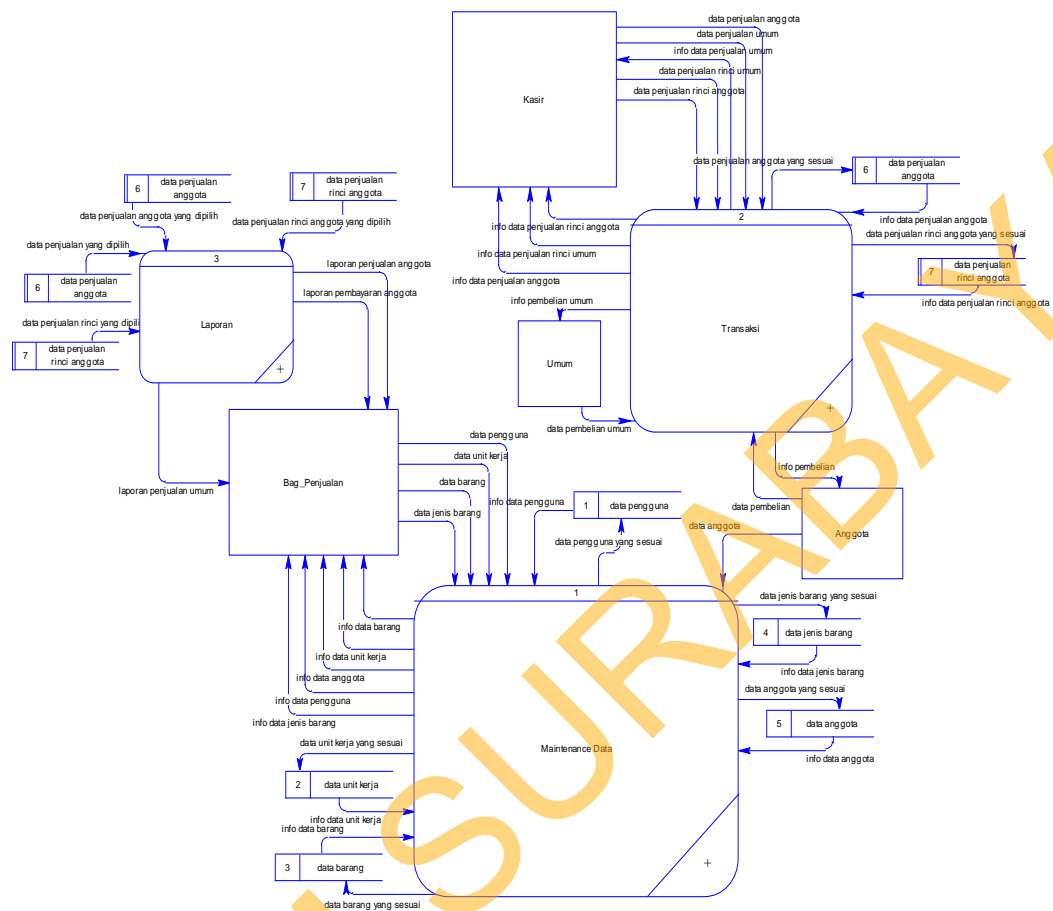 data penjualan anggota
data penjualan umum
info data penjualan umum
data penjualan rinci umum
data penjualan rinci anggota
Kasir
data penjualan anggota yang sesuai
6
data penjualan
anggota
info data penjualan anggota
6
data penjualan
anggota
7
data penjualan
rinci anggota
data penjualan anggota yang dipilih
data penjualan rinci anggota yang dipilih
data penjualan yang dipilih
6
data penjualan
anggota
data penjualan rinci yang dipili
7
data penjualan
rinci anggota
3
Laporan
+
laporan penjualan anggota
laporan pembayaran anggota
laporan penjualan umum
2
Transaksi
+
info data penjualan rinci anggota
info data penjualan rinci umum
info data penjualan anggota
data penjualan rinci anggota yang sesuai
7
data penjualan
rinci anggota
info data penjualan rinci anggota
info pembelian umum
Umum
data pembelian umum
info pembelian
data pembelian
Anggota
data anggota
Bag_Penjualan
data pengguna
data unit kerja
data barang
data jenis barang
info data pengguna
1
data pengguna
data pengguna yang sesuai
1
Maintenance Data
+
info data barang
info data unit kerja
info data anggota
info data pengguna
info data jenis barang
data jenis barang yang sesuai
4
data jenis barang
info data jenis barang
data anggota yang sesuai
5
data anggota
info data anggota
data unit kerja yang sesuai
2
data unit kerja
info data unit kerja
info data barang
3
data barang
data barang yang sesuai
SURABAY